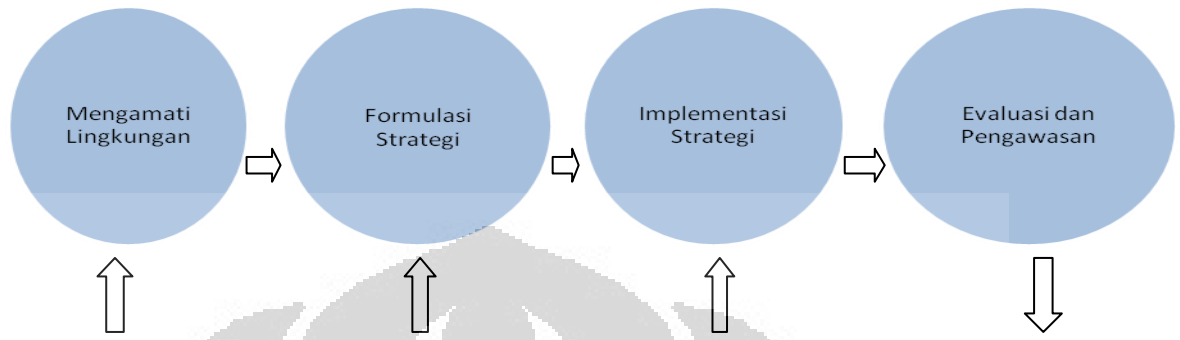 Mengamati
Lingkungan
Formulasi
Strategi
Implementasi
Strategi
Evaluasi dan
Pengawasan